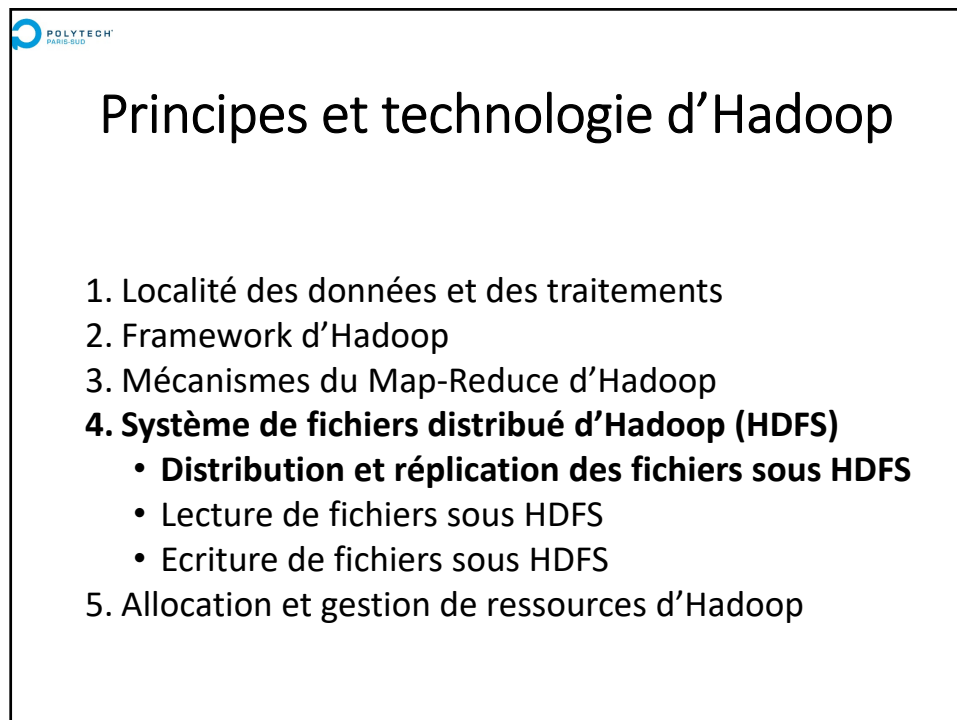 POLYTECH'
PARIS-SUD
Principes et technologie d’Hadoop
1. Localité des données et des traitements
2. Framework d’Hadoop
3. Mécanismes du Map-Reduce d’Hadoop
4. Système de fichiers distribué d’Hadoop (HDFS)
• Distribution et réplication des fichiers sous HDFS
• Lecture de fichiers sous HDFS
• Ecriture de fichiers sous HDFS
5. Allocation et gestion de ressources d’Hadoop